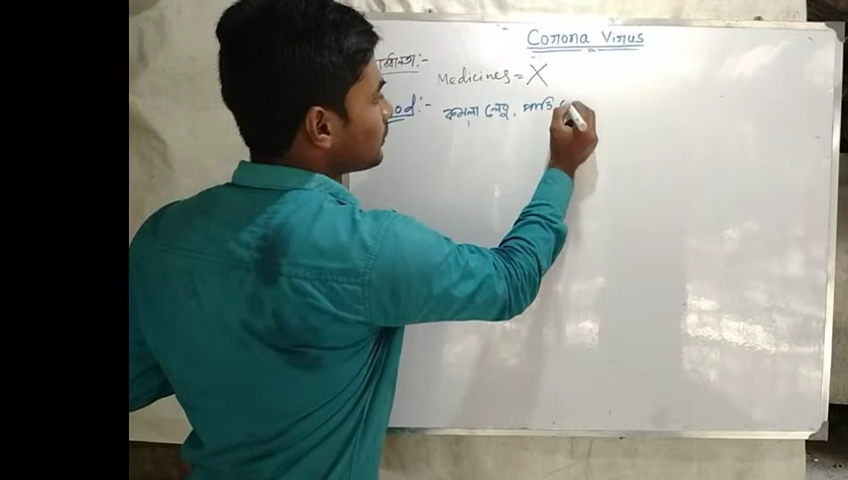 Corona Virus
Medicines = X
কমলা লেবু, পাতি